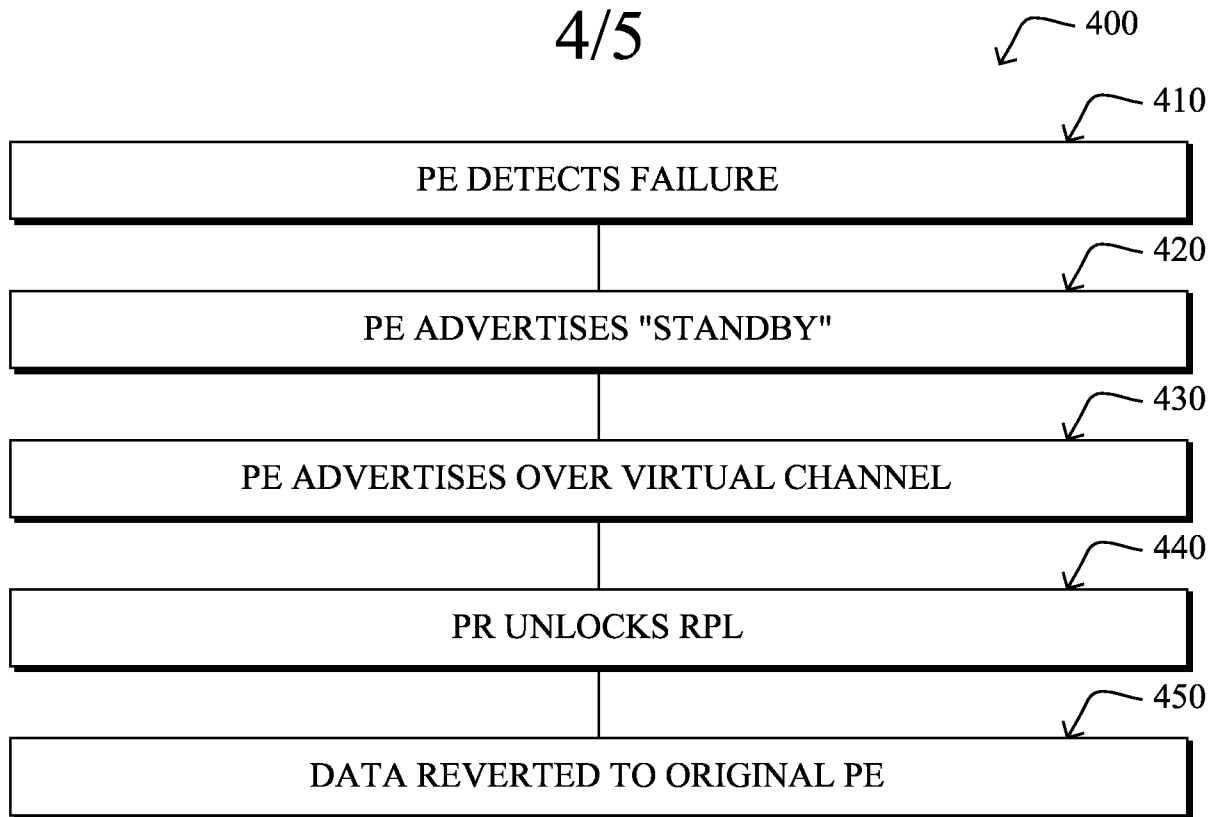 4/5
400
410
PE DETECTS FAILURE
420
PE ADVERTISES "STANDBY"
430
PE ADVERTISES OVER VIRTUAL CHANNEL
440
PR UNLOCKS RPL
450
DATA REVERTED TO ORIGINAL PE